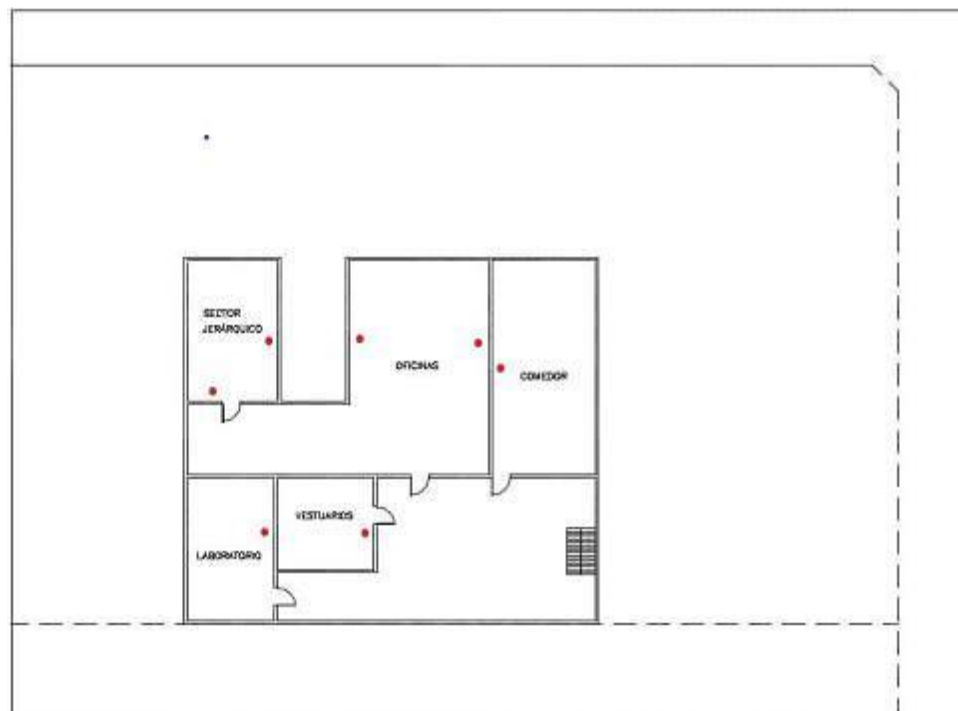 SECTOR
JERÁRQUICO
OFICINAS
COMEDOR
VESTUARIOS
LABORATORIO